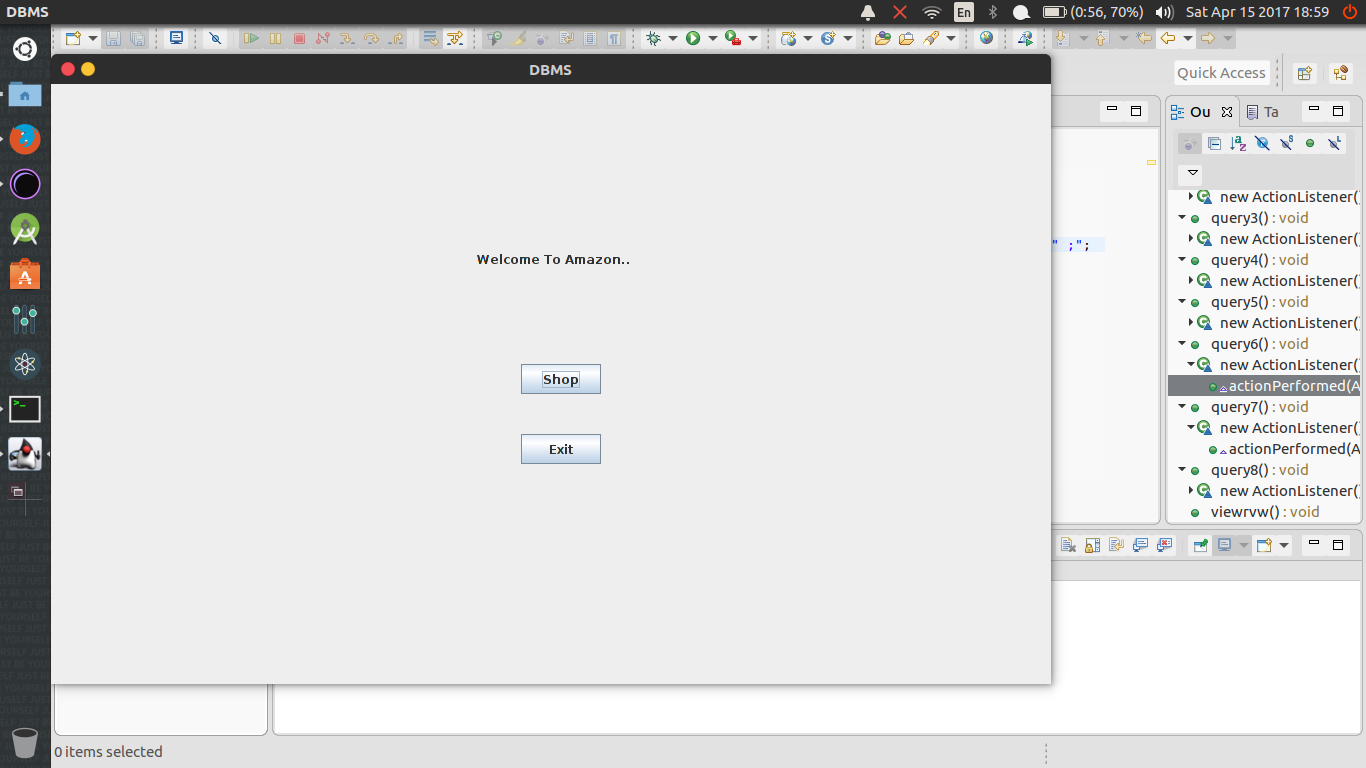 DBMS
En
(0:56, 70%)
Sat Apr 15 2017 18:59
DBMS
Quick Access
Ou
Ta
new ActionListener()
query3() : void
new ActionListener()
query4() : void
new ActionListener()
" ;";
query5() : void
new ActionListener()
query6() : void
new ActionListener()
actionPerformed(A
query7() : void
new ActionListener()
actionPerformed(A
query8() : void
new ActionListener()
viewrvw() : void
Welcome To Amazon..
Shop
Exit
0 items selected